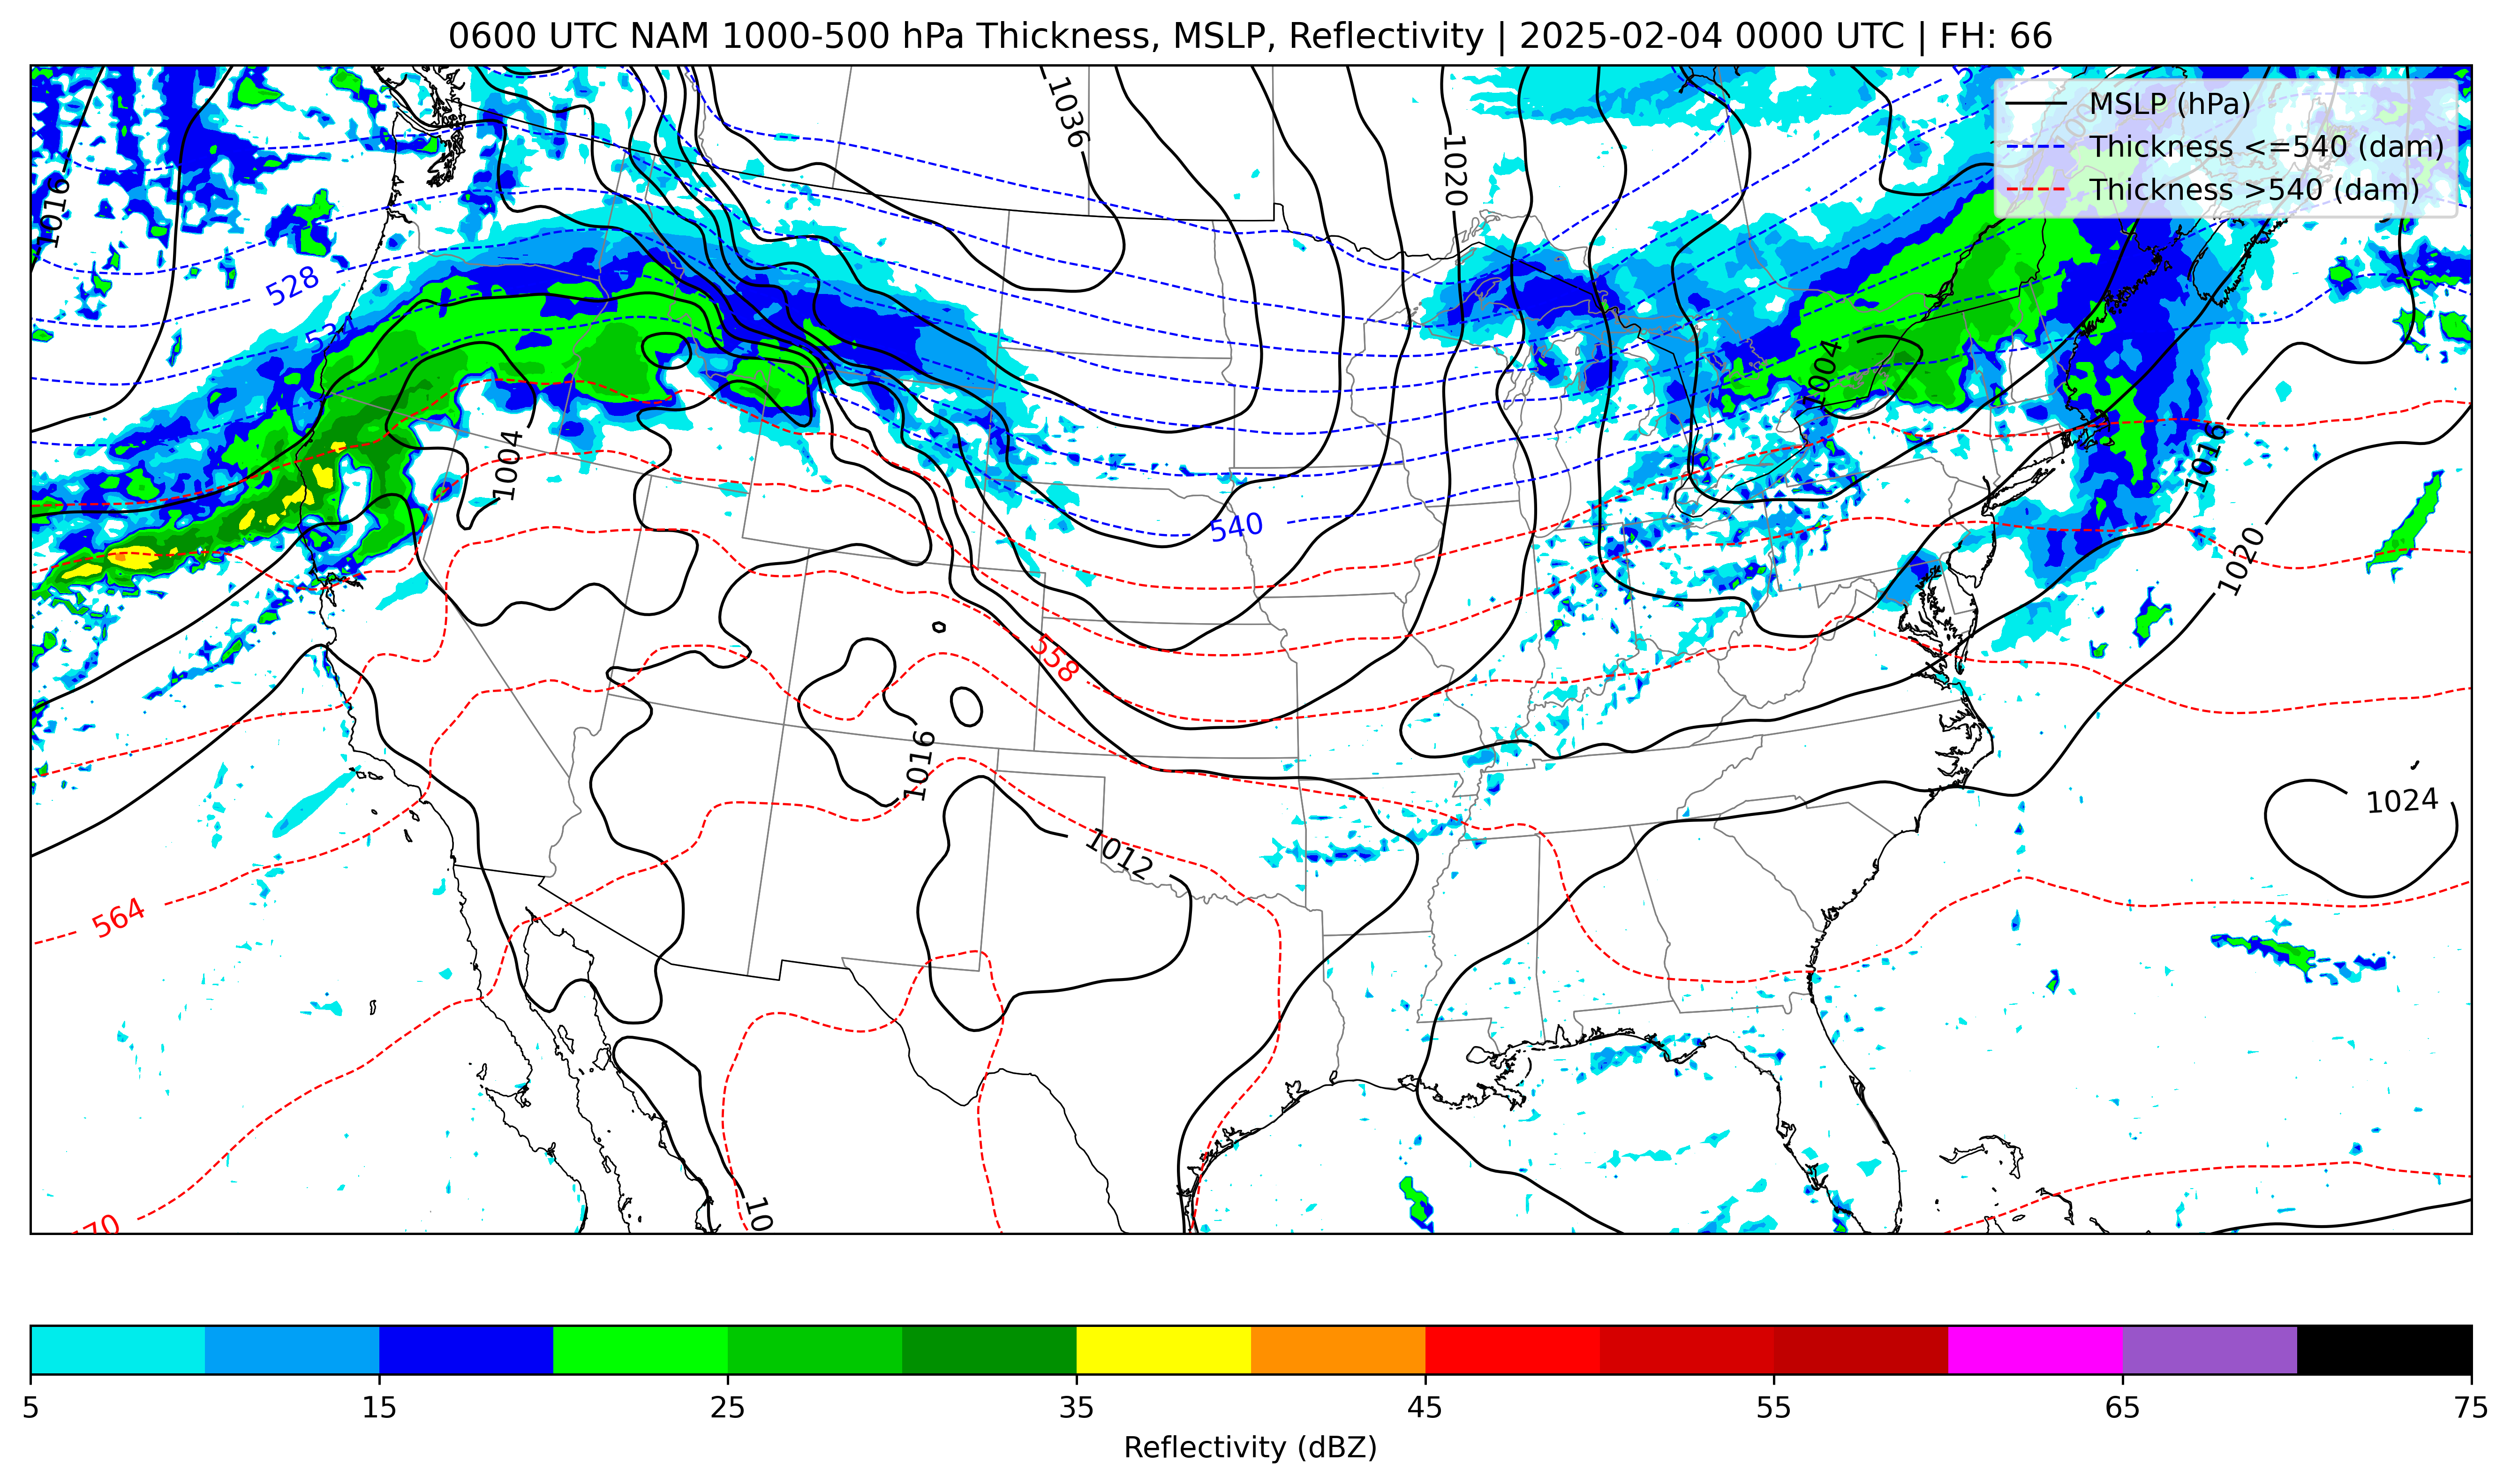 0600 UTC NAM 1000-500 hPa Thickness, MSLP, Reflectivity | 2025-02-04 0000 UTC | FH: 66
MSLP (hPa)
Thickness <=540 (dam)
Thickness >540 (dam)
1036
1020
1016
528
1004
1004
1016
540
1020
558
1016
1024
1012
564
70
10
5 15 25 35 45 55 65 75
Reflectivity (dBZ)